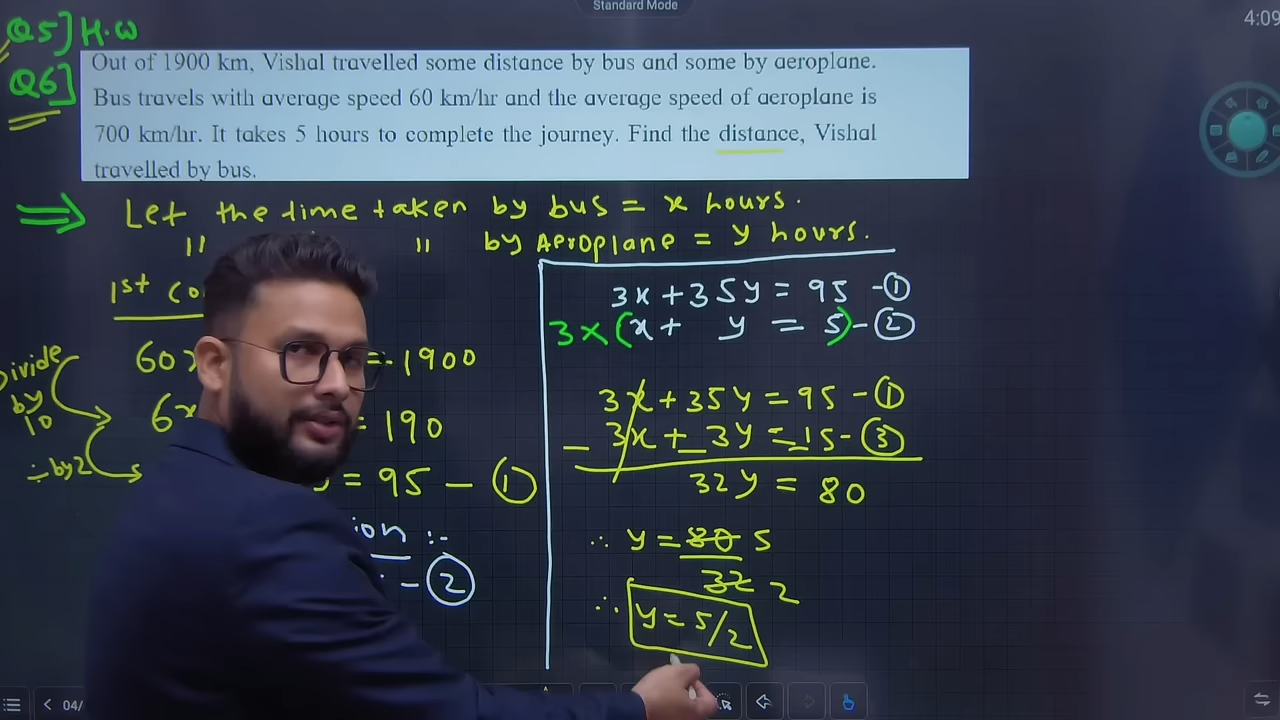 Standard Mode
4:09
Q5] H.W
Q6]
Out of 1900 km, Vishal travelled some distance by bus and some by aeroplane.
Bus travels with average speed 60 km/hr and the average speed of aeroplane is
700 km/hr. It takes 5 hours to complete the journey. Find the distance, Vishal
travelled by bus.
⇒ Let the time taken by bus = x hours.
" " by Aeroplane = y hours.
1st
60x = 1900
Divide by 10
6x = 190
÷by2
= 95 - ①
- ②
3x + 35y = 95 - ①
3 × (x + y = 5) - ②
3x + 35y = 95 - ①
- 3x + _ 3y = _ 15 - ③
32y = 80
∴ y = 80 5
32 2
∴ y = 5/2
04/